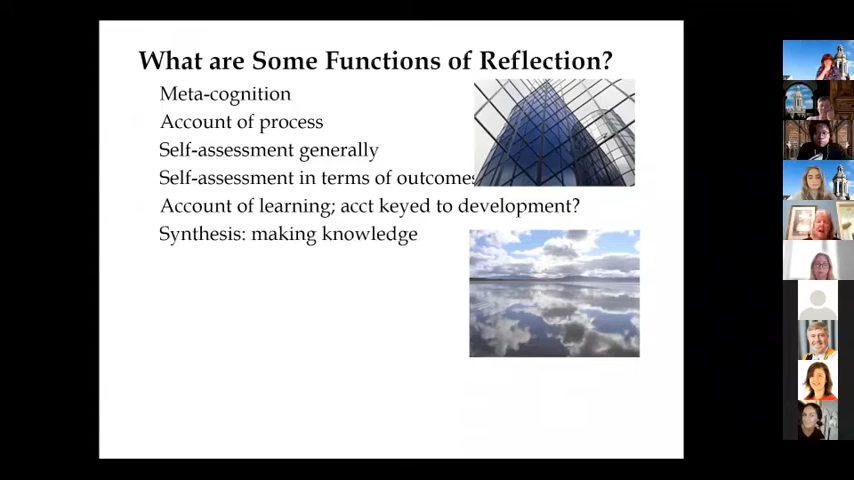 What are Some Functions of Reflection?
Meta-cognition
Account of process
Self-assessment generally
Self-assessment in terms of outcomes
Account of learning; acct keyed to development?
Synthesis: making knowledge